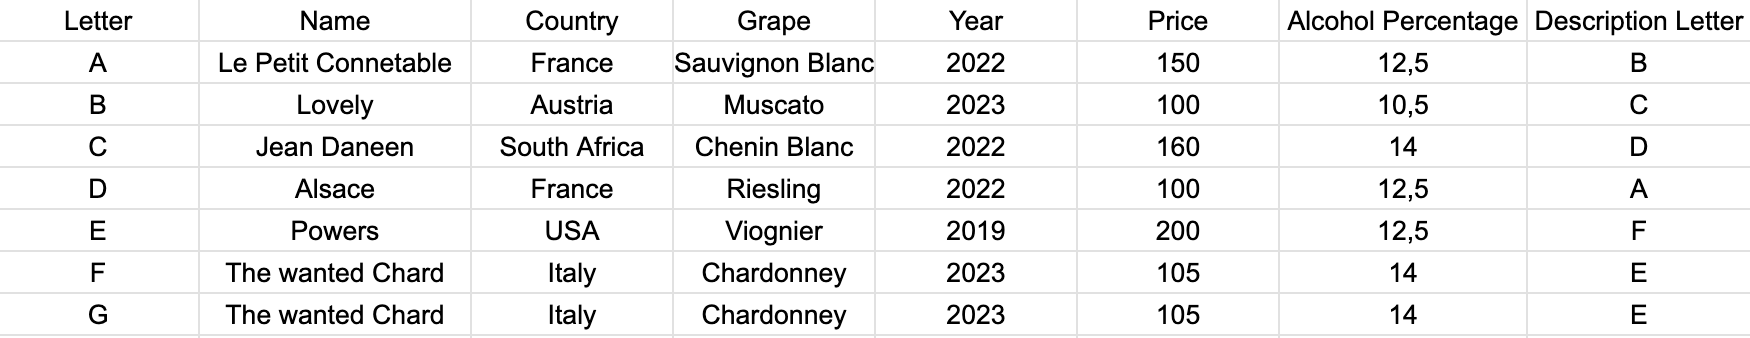 Letter Name Country Grape Year Price Alcohol Percentage Description Letter
A Le Petit Connetable France Sauvignon Blanc 2022 150 12,5 B
B Lovely Austria Muscato 2023 100 10,5 C
C Jean Daneen South Africa Chenin Blanc 2022 160 14 D
D Alsace France Riesling 2022 100 12,5 A
E Powers USA Viognier 2019 200 12,5 F
F The wanted Chard Italy Chardonney 2023 105 14 E
G The wanted Chard Italy Chardonney 2023 105 14 E